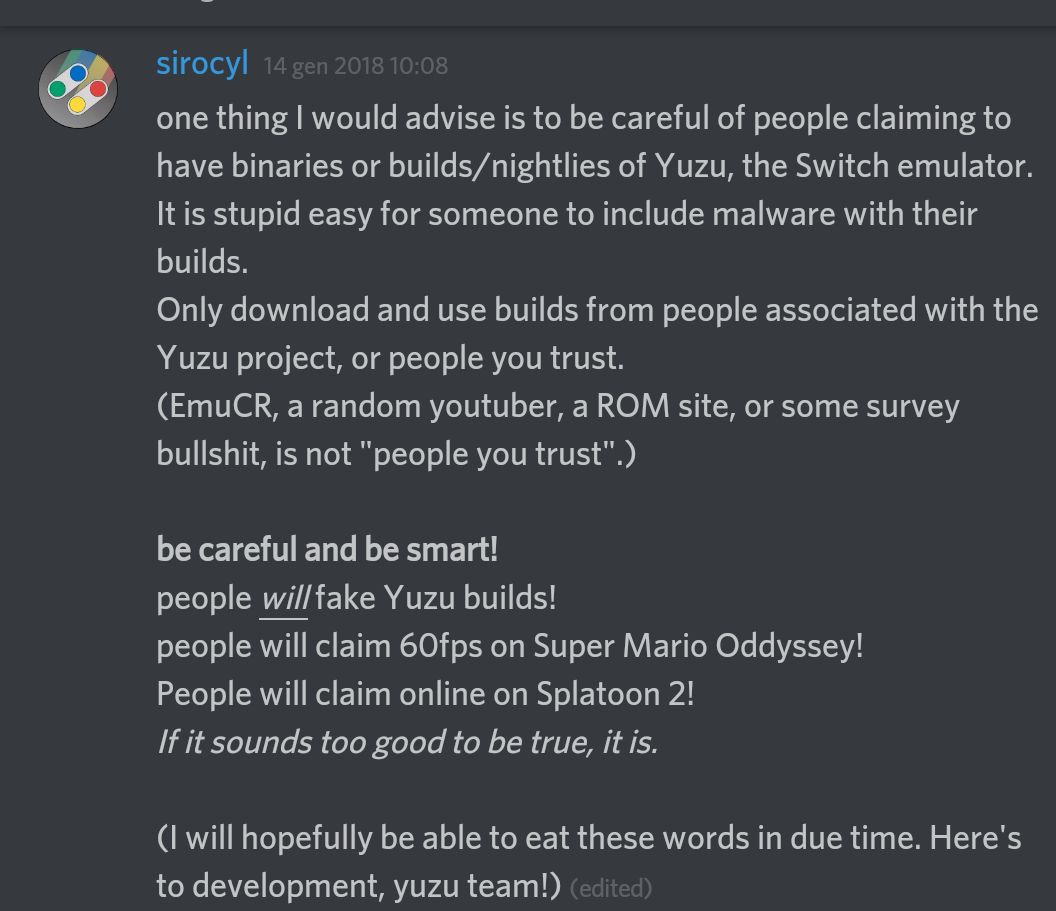 sirocyl 14 gen 2018 10:08
one thing I would advise is to be careful of people claiming to
have binaries or builds/nightlies of Yuzu, the Switch emulator.
It is stupid easy for someone to include malware with their
builds.
Only download and use builds from people associated with the
Yuzu project, or people you trust.
(EmuCR, a random youtuber, a ROM site, or some survey
bullshit, is not "people you trust".)
be careful and be smart!
people will fake Yuzu builds!
people will claim 60fps on Super Mario Oddyssey!
People will claim online on Splatoon 2!
If it sounds too good to be true, it is.
(I will hopefully be able to eat these words in due time. Here's
to development, yuzu team!) (edited)